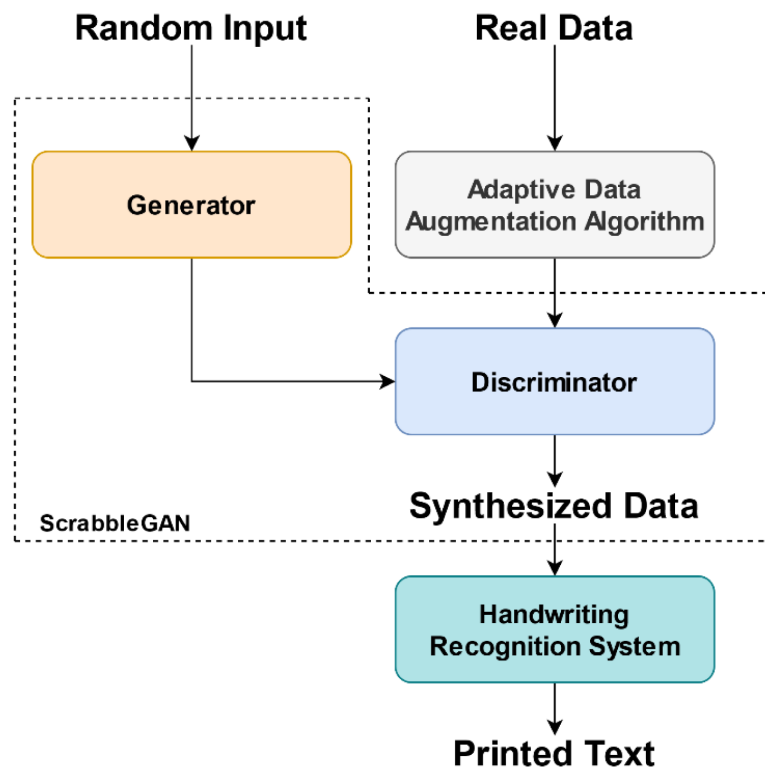 Random Input
Real Data
Generator
Adaptive Data
Augmentation Algorithm
Discriminator
Synthesized Data
ScrabbleGAN
Handwriting
Recognition System
Printed Text